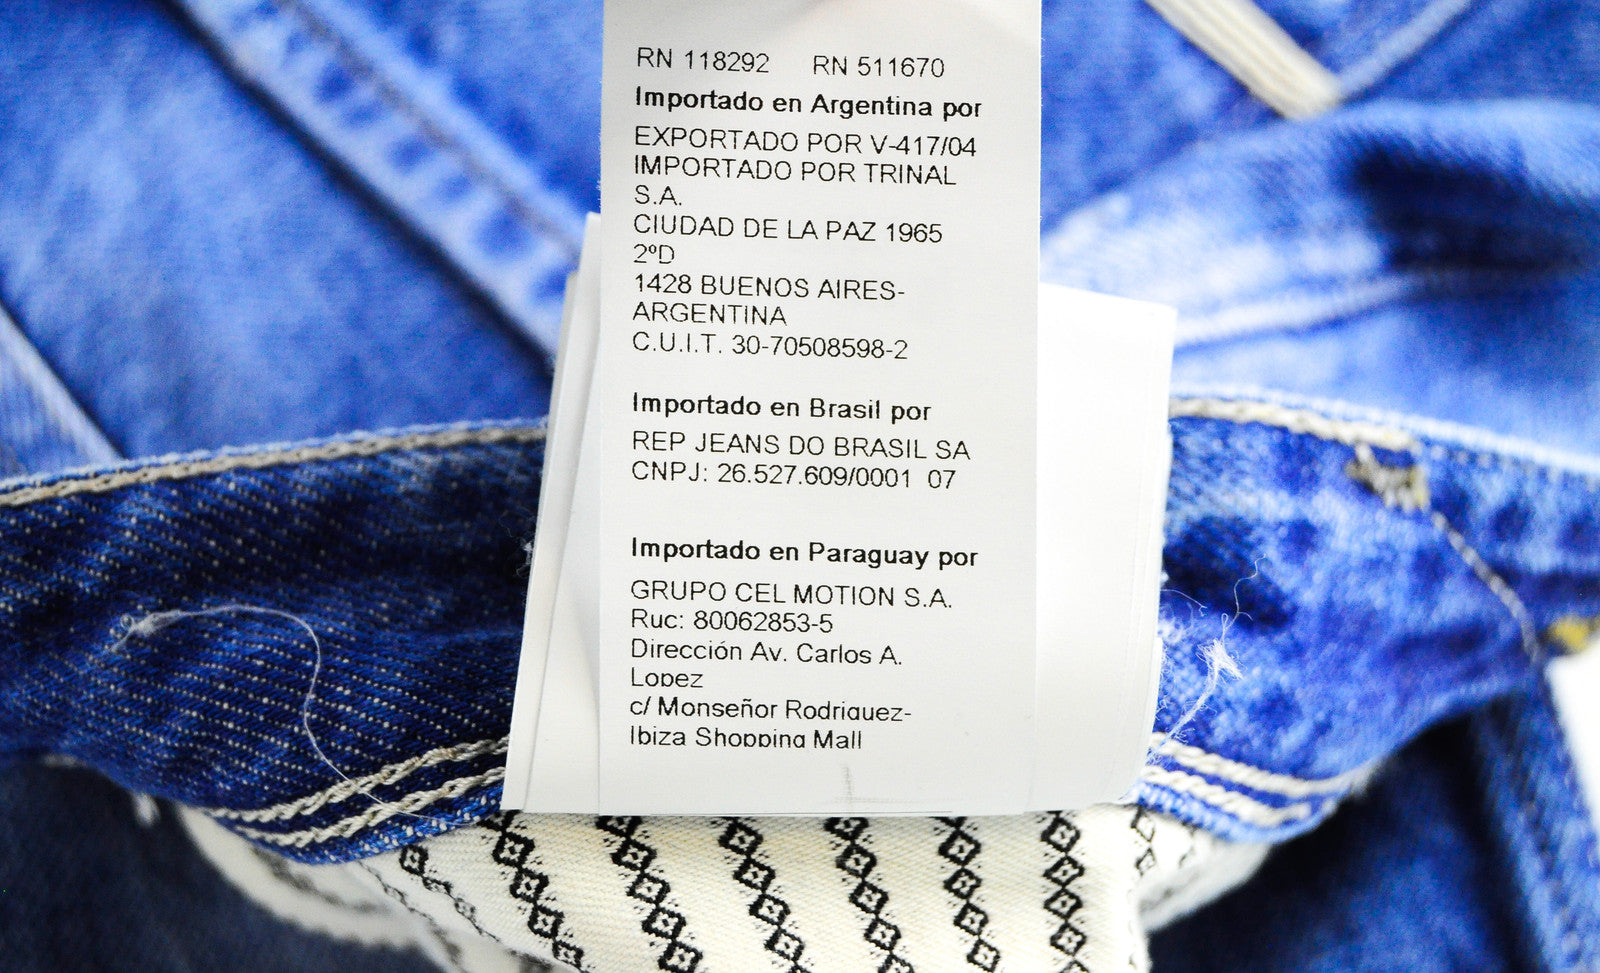 RN 118292 RN 511670
Importado en Argentina por
EXPORTADO POR V-417/04
IMPORTADO POR TRINAL
S.A.
CIUDAD DE LA PAZ 1965
2ºD
1428 BUENOS AIRES-
ARGENTINA
C.U.I.T. 30-70508598-2
Importado en Brasil por
REP JEANS DO BRASIL SA
CNPJ: 26.527.609/0001 07
Importado en Paraguay por
GRUPO CEL MOTION S.A.
Ruc: 80062853-5
Dirección Av. Carlos A.
Lopez
c/ Monseñor Rodriguez-
Ibiza Shopping Mall